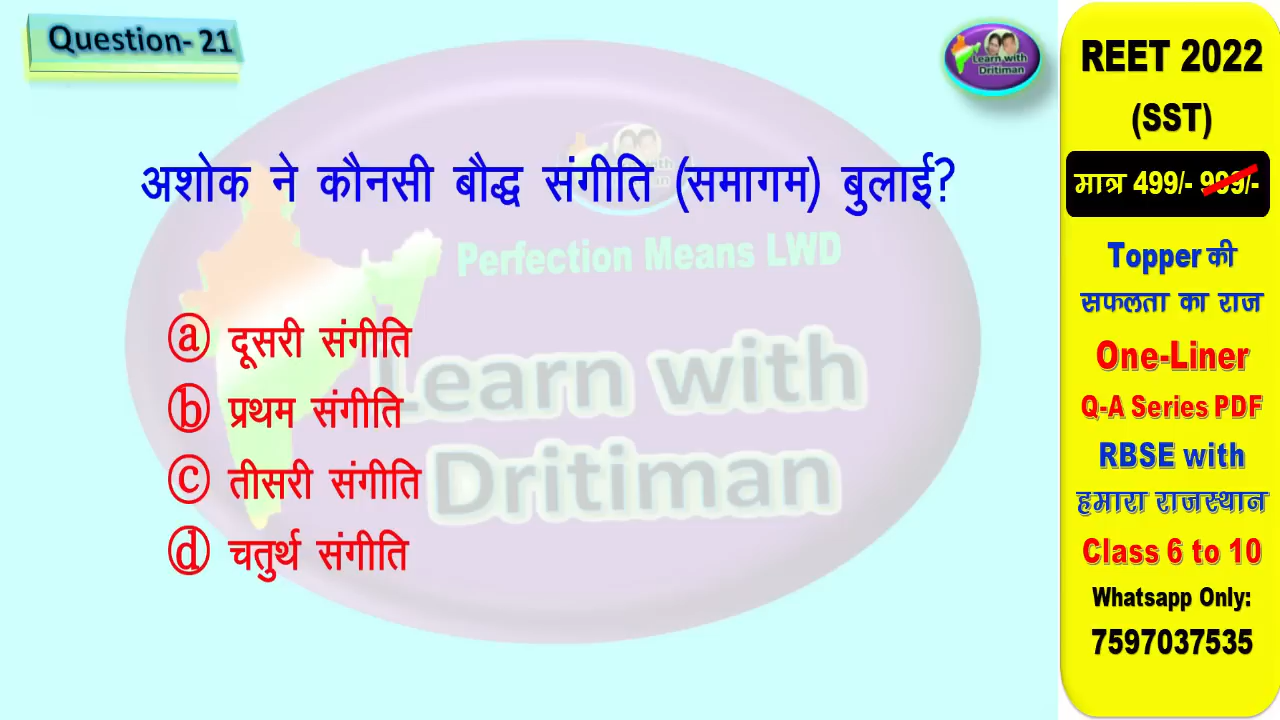 Question- 21
Learn with
Dritiman
अशोक ने कौनसी बौद्ध संगीति (समागम) बुलाई?
Perfection Means LWD
ⓐ दूसरी संगीति
ⓑ प्रथम संगीति
ⓒ तीसरी संगीति
ⓓ चतुर्थ संगीति
Learn with
Dritiman
REET 2022
(SST)
मात्र 499/- 999/-
Topper की
सफलता का राज
One-Liner
Q-A Series PDF
RBSE with
हमारा राजस्थान
Class 6 to 10
Whatsapp Only:
7597037535